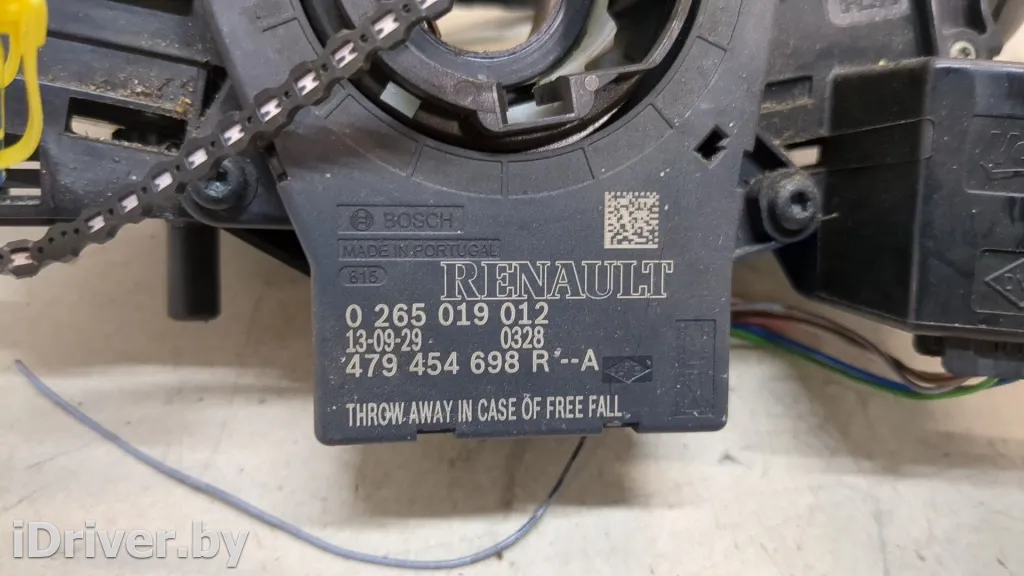 BOSCH
MADE IN PORTUGAL
615
RENAULT
0 265 019 012
13-09-29 0328
479 454 698 R --A
THROW AWAY IN CASE OF FREE FALL
iDriver.by